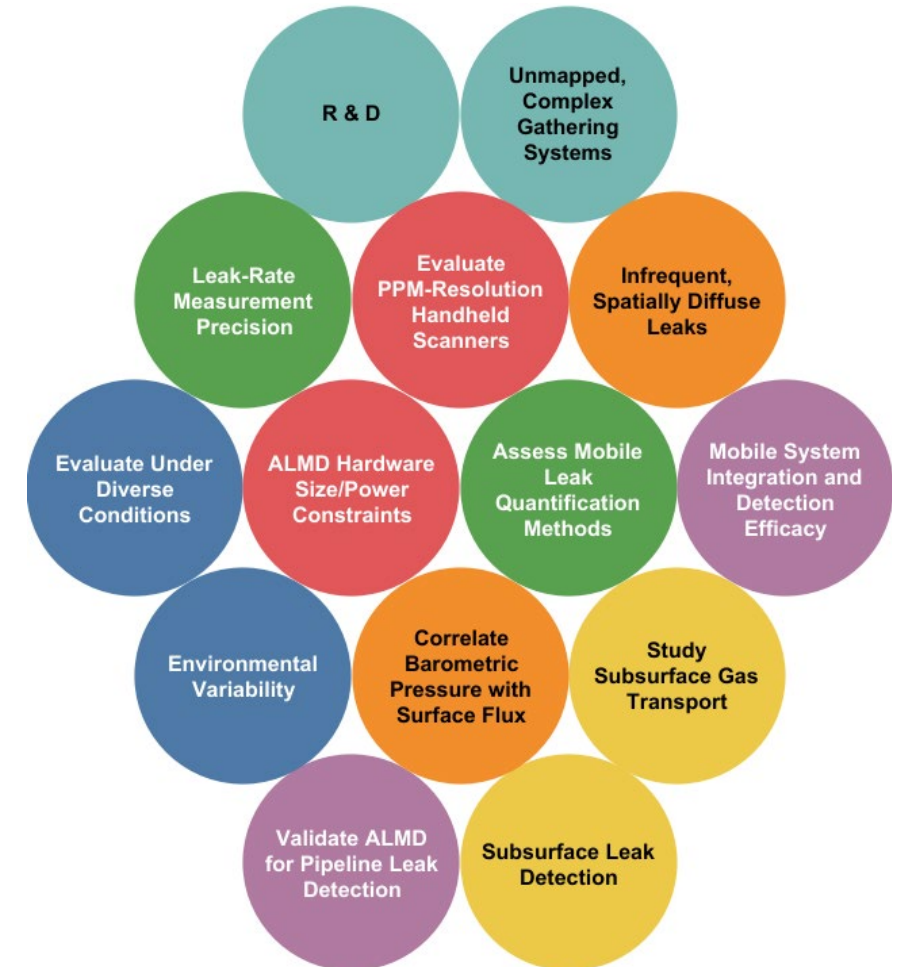 R & D
Unmapped,
Complex
Gathering
Systems
Leak-Rate
Measurement
Precision
Evaluate
PPM-Resolution
Handheld
Scanners
Infrequent,
Spatially Diffuse
Leaks
Evaluate Under
Diverse
Conditions
ALMD Hardware
Size/Power
Constraints
Assess Mobile
Leak
Quantification
Methods
Mobile System
Integration and
Detection
Efficacy
Environmental
Variability
Correlate
Barometric
Pressure with
Surface Flux
Study
Subsurface Gas
Transport
Validate ALMD
for Pipeline Leak
Detection
Subsurface Leak
Detection